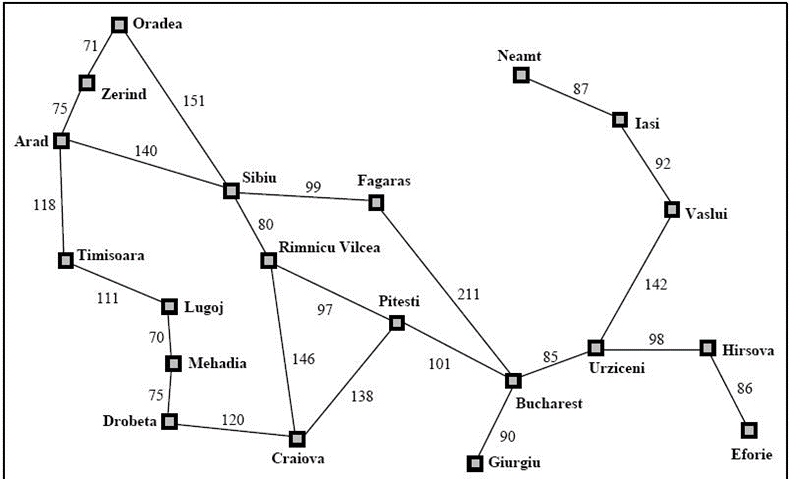 Oradea
71
Neamt
Zerind
87
151
75
Iasi
Arad
140
92
Sibiu
Fagaras
99
118
Vaslui
80
Timisoara
Rimnicu Vilcea
142
111
211
Lugoj
Pitesti
97
70
98
Hirsova
146
85
Mehadia
101
Urziceni
86
75
138
Bucharest
120
Drobeta
90
Craiova
Giurgiu
Eforie